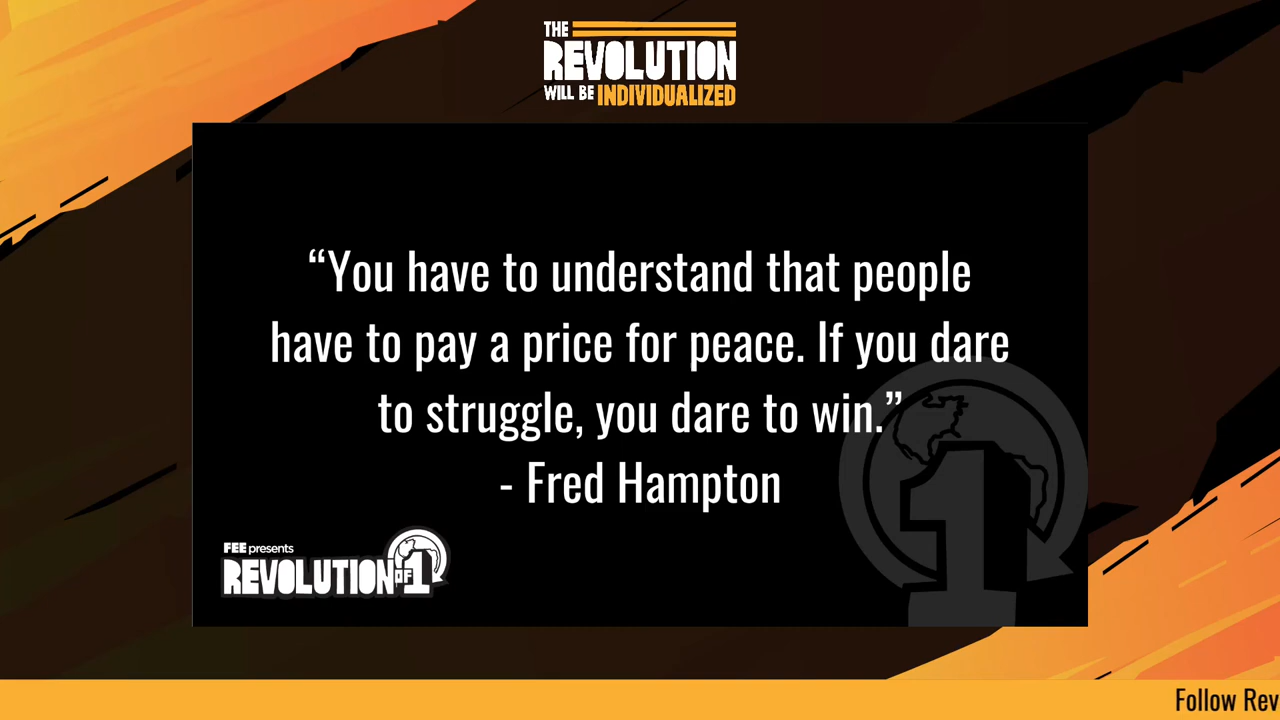 THE
REVOLUTION
WILL BE INDIVIDUALIZED
“You have to understand that people
have to pay a price for peace. If you dare
to struggle, you dare to win.”
- Fred Hampton
FEE presents
REVOLUTION OF 1
1
Follow Rev